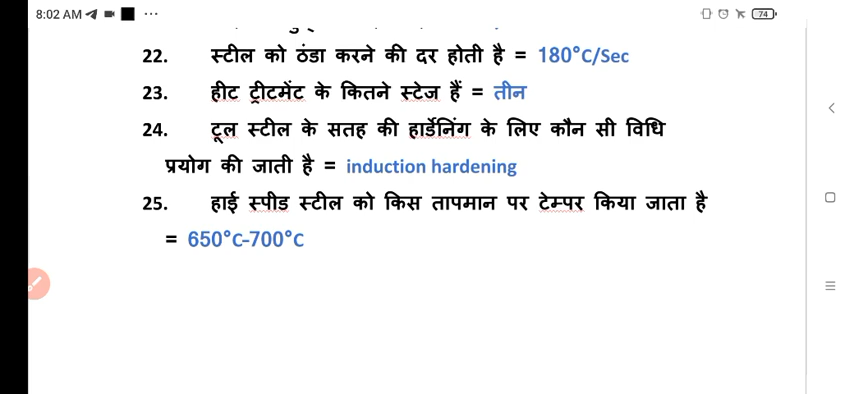 8:02 AM ...
74
22. स्टील को ठंडा करने की दर होती है = 180°C/Sec
23. हीट ट्रीटमेंट के कितने स्टेज हैं = तीन
24. टूल स्टील के सतह की हार्डेनिंग के लिए कौन सी विधि
प्रयोग की जाती है = induction hardening
25. हाई स्पीड स्टील को किस तापमान पर टेम्पर किया जाता है
= 650°C-700°C